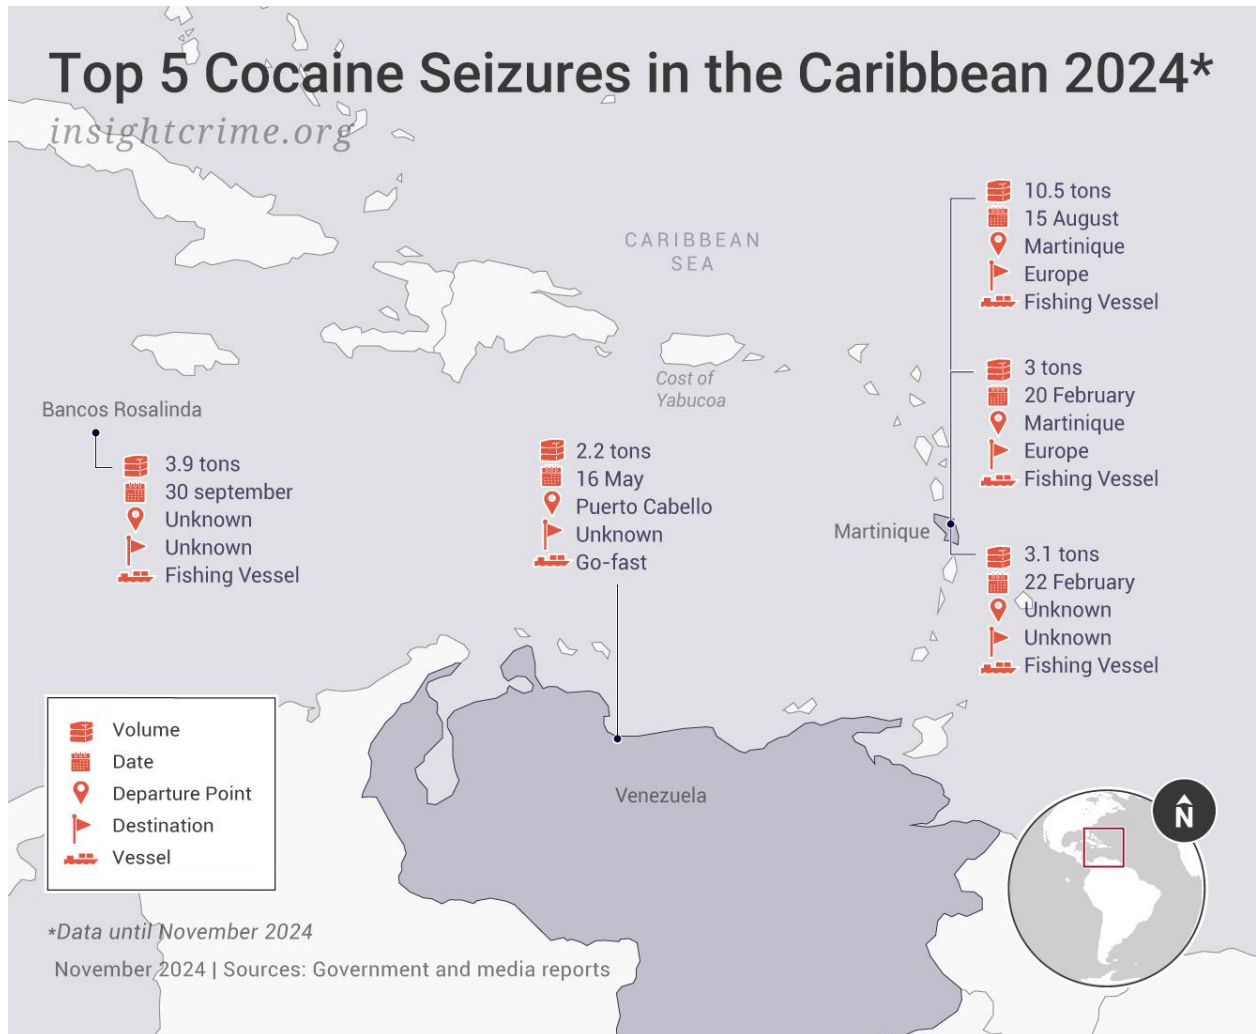 Top 5 Cocaine Seizures in the Caribbean 2024*
insightcrime.org
CARIBBEAN
SEA
10.5 tons
15 August
Martinique
Europe
Fishing Vessel
3 tons
20 February
Martinique
Europe
Fishing Vessel
Cost of
Yabucoa
Bancos Rosalinda
3.9 tons
30 september
Unknown
Unknown
Fishing Vessel
2.2 tons
16 May
Puerto Cabello
Unknown
Go-fast
Martinique
3.1 tons
22 February
Unknown
Unknown
Fishing Vessel
Volume
Date
Departure Point
Destination
Vessel
Venezuela
N
*Data until November 2024
November 2024 | Sources: Government and media reports